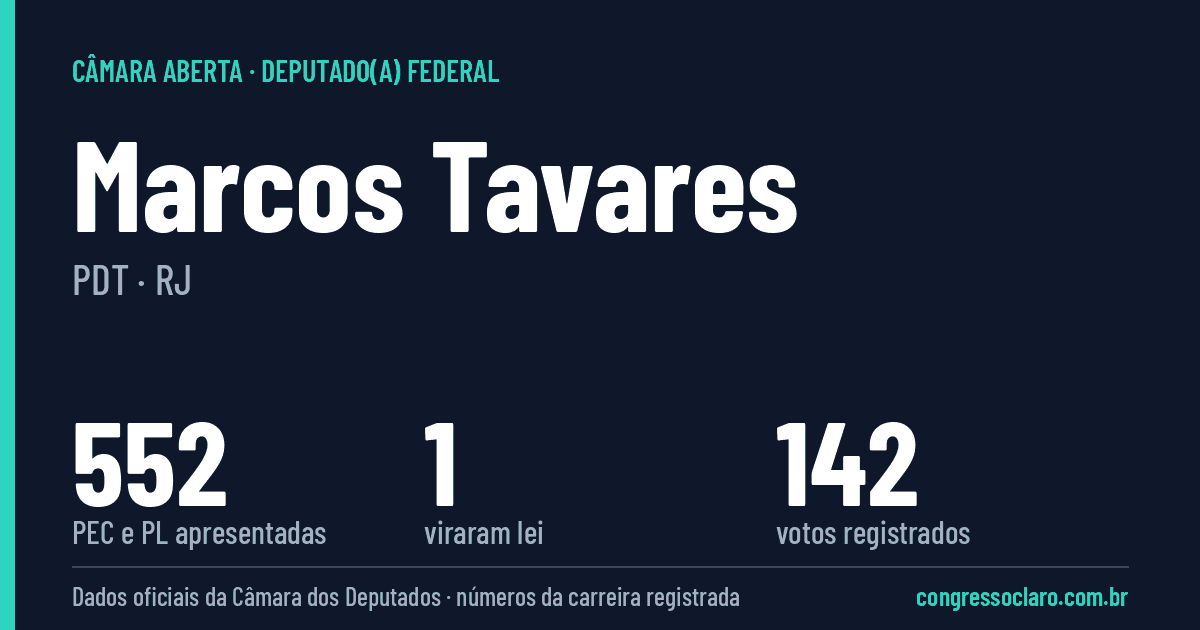 CÂMARA ABERTA · DEPUTADO(A) FEDERAL
Marcos Tavares
PDT · RJ
552 1 142
PEC e PL apresentadas viraram lei votos registrados
Dados oficiais da Câmara dos Deputados · números da carreira registrada congressoclaro.com.br